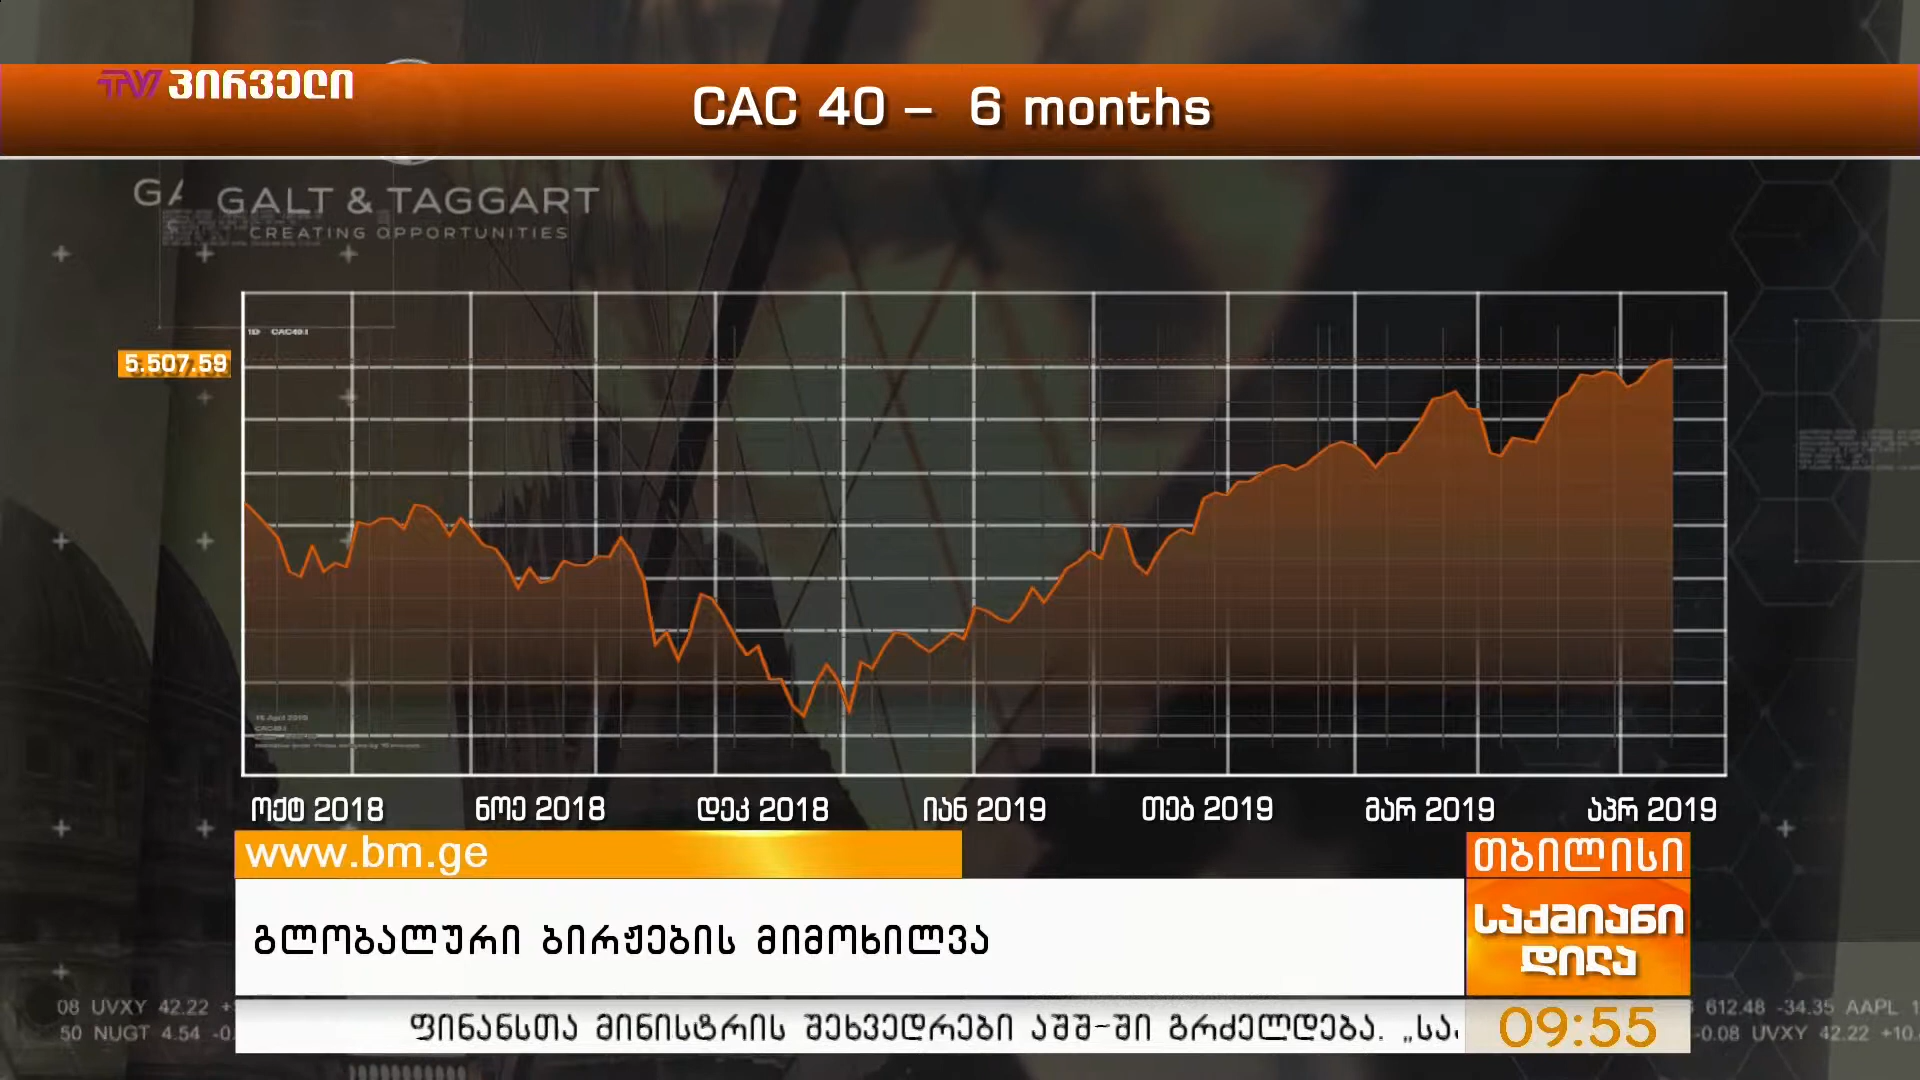 TV პირველი
CAC 40 – 6 months
GALT & TAGGART
CREATING OPPORTUNITIES
1D CAC40.I
5.507.59
ოქტ 2018 ნოე 2018 დეკ 2018 იან 2019 თებ 2019 მარ 2019 აპრ 2019
www.bm.ge
თბილისი
გლობალური ბირჟების მიმოხილვა
საქმიანი
დილა
08 UVXY 42.22
612.48 -34.35 AAPL
50 NUGT 4.54
-0.08 UVXY 42.22 +10.
ფინანსთა მინისტრის შეხვედრები აშშ-ში გრძელდება. „სა
09:55